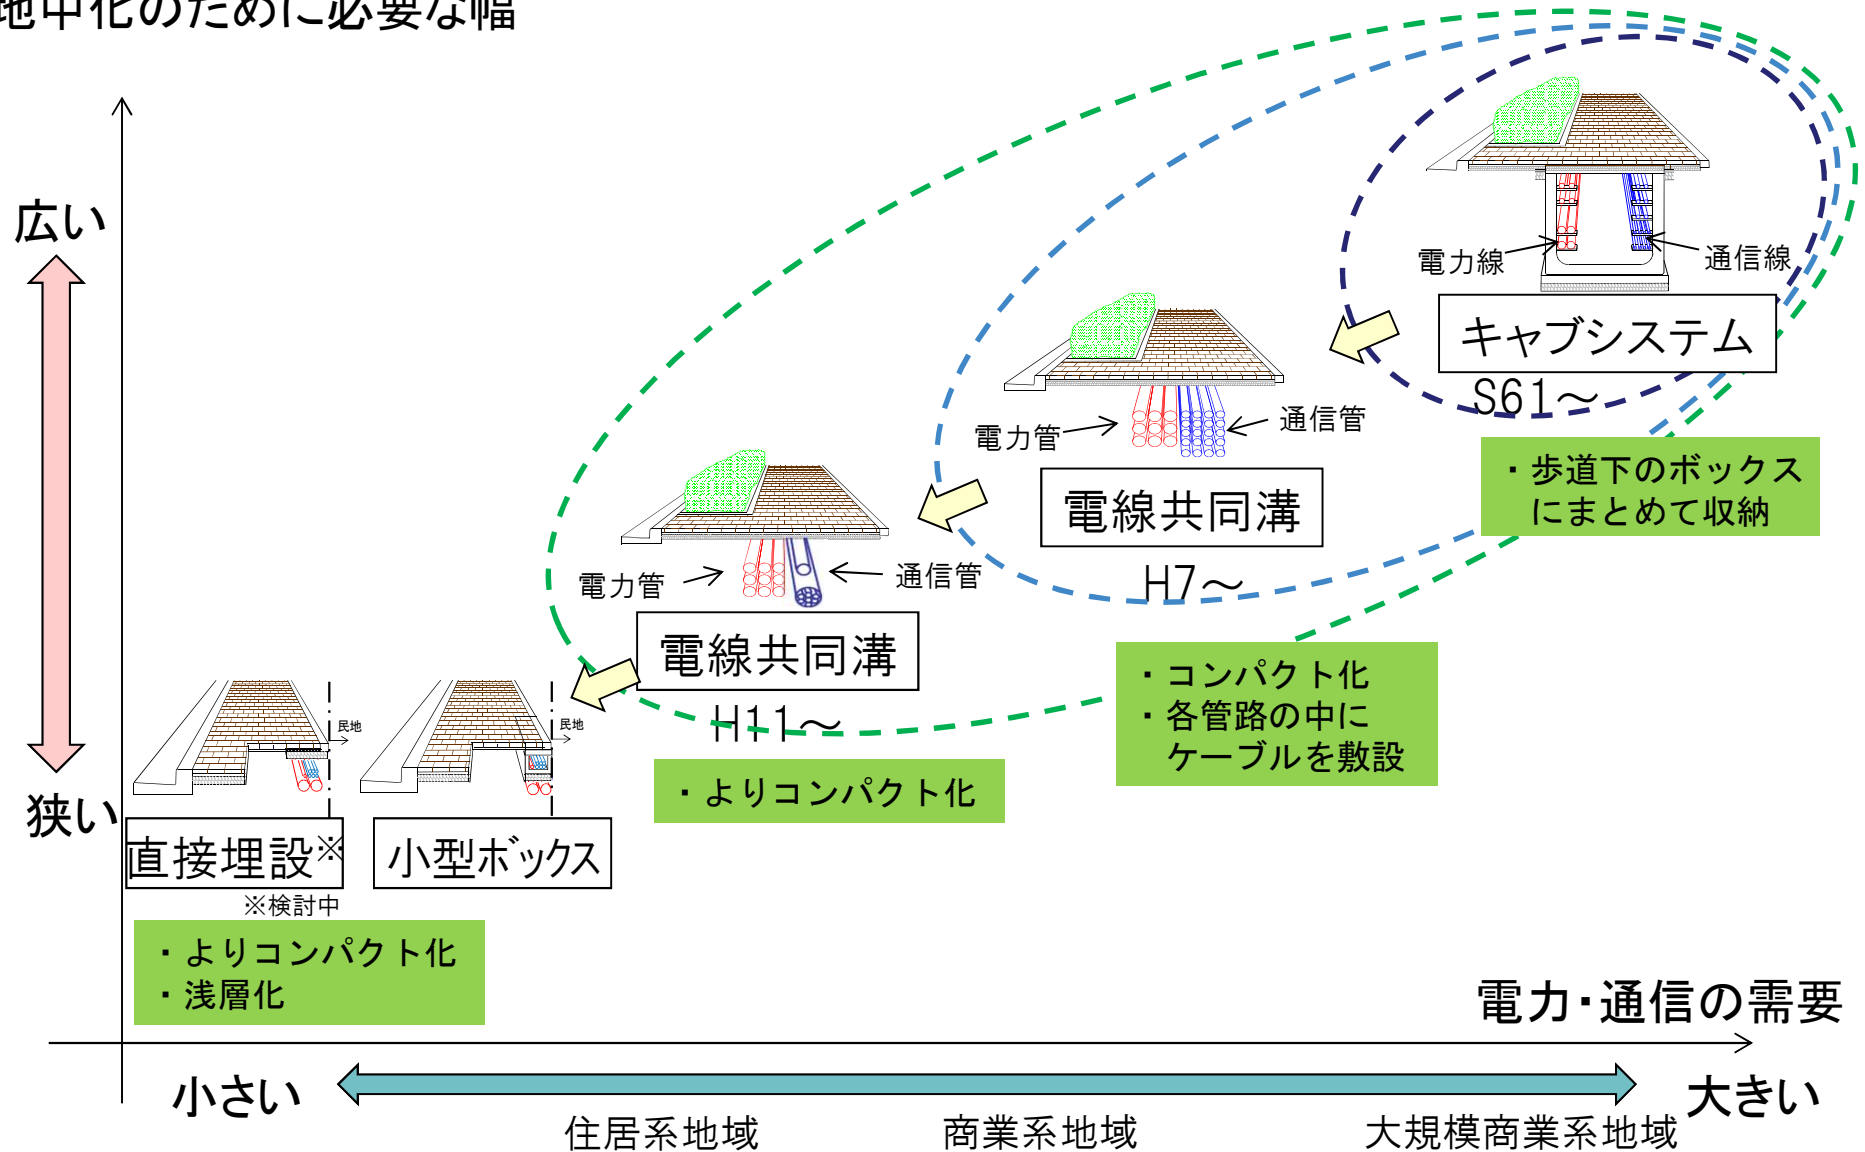 地中化のために必要な幅
広い
電力線
通信線
キャブシステム
S61～
・歩道下のボックス
にまとめて収納
電力管
通信管
電線共同溝
H7～
・コンパクト化
・各管路の中に
ケーブルを敷設
電力管
通信管
電線共同溝
H11～
・よりコンパクト化
民地
民地
狭い
直接埋設※
小型ボックス
※検討中
・よりコンパクト化
・浅層化
電力・通信の需要
小さい
大きい
住居系地域
商業系地域
大規模商業系地域